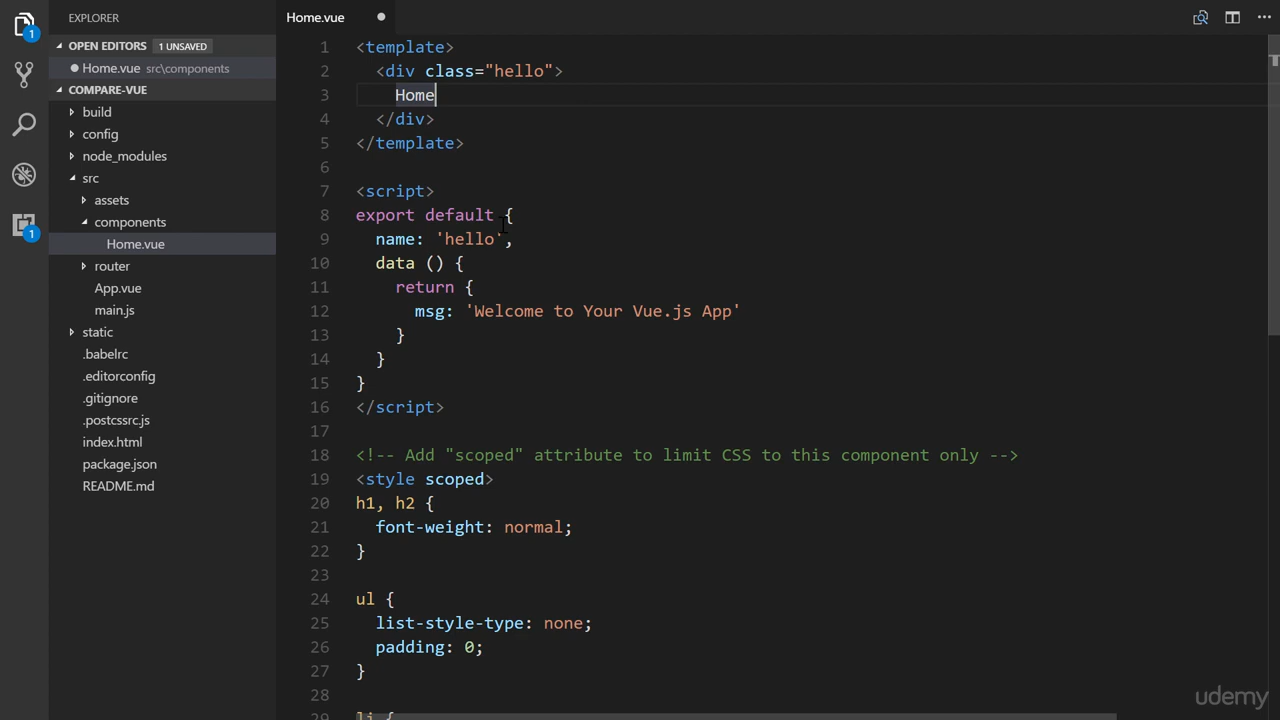 EXPLORER
OPEN EDITORS 1 UNSAVED
Home.vue src\components
COMPARE-VUE
build
config
node_modules
src
assets
components
Home.vue
router
App.vue
main.js
static
.babelrc
.editorconfig
.gitignore
.postcssrc.js
index.html
package.json
README.md
1
1
Home.vue
1 <template>
2 <div class="hello">
3 Home
4 </div>
5 </template>
6
7 <script>
8 export default {
9 name: 'hello',
10 data () {
11 return {
12 msg: 'Welcome to Your Vue.js App'
13 }
14 }
15 }
16 </script>
17
18 <!-- Add "scoped" attribute to limit CSS to this component only -->
19 <style scoped>
20 h1, h2 {
21 font-weight: normal;
22 }
23
24 ul {
25 list-style-type: none;
26 padding: 0;
27 }
28
29 li {
udemy